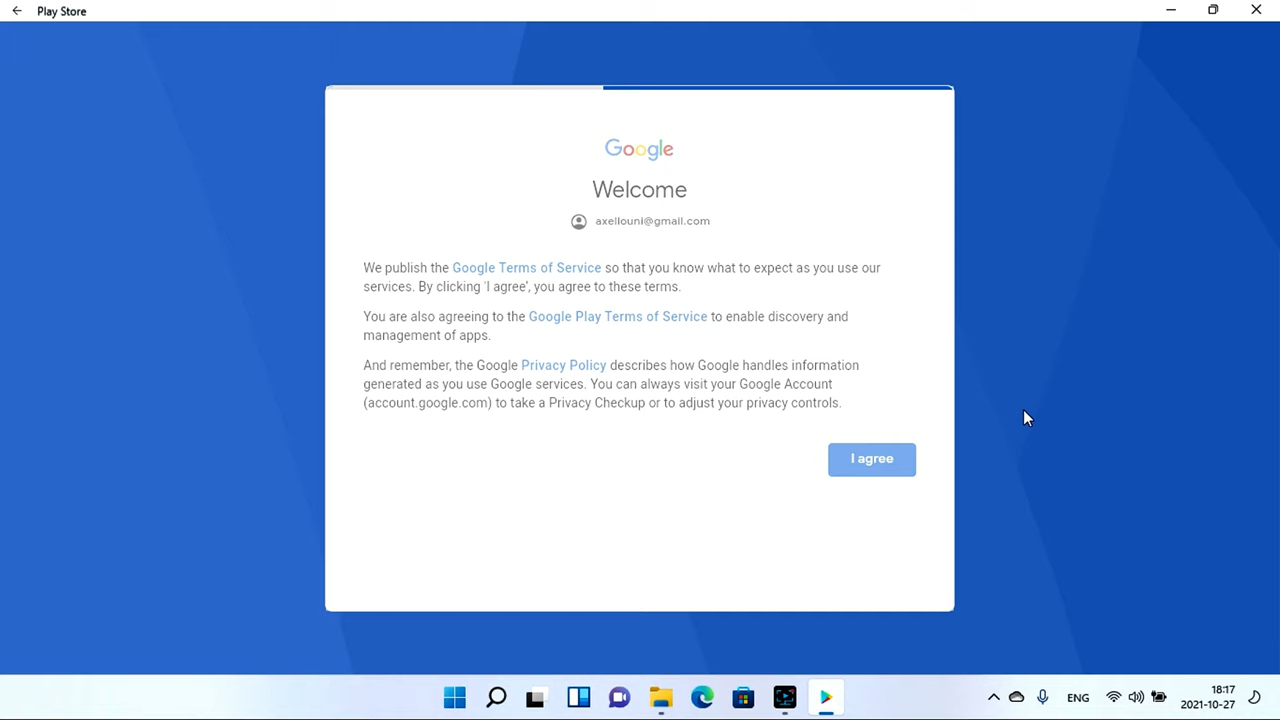 Play Store
Google
Welcome
axellouni@gmail.com
We publish the Google Terms of Service so that you know what to expect as you use our
services. By clicking 'I agree', you agree to these terms.
You are also agreeing to the Google Play Terms of Service to enable discovery and
management of apps.
And remember, the Google Privacy Policy describes how Google handles information
generated as you use Google services. You can always visit your Google Account
(account.google.com) to take a Privacy Checkup or to adjust your privacy controls.
I agree
ENG
18:17
2021-10-27